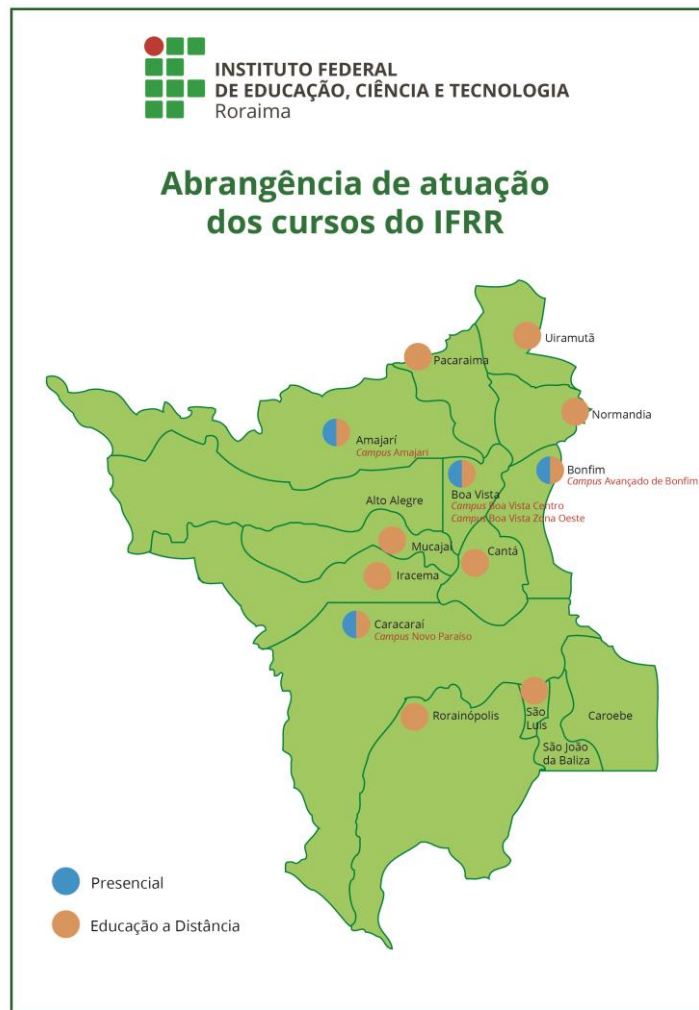 INSTITUTO FEDERAL
DE EDUCAÇÃO, CIÊNCIA E TECNOLOGIA
Roraima
Abrangência de atuação
dos cursos do IFRR
Uiramutã
Pacaraima
Normandia
Amajarí
Campus Amajari
Bonfim
Campus Avançado de Bonfim
Boa Vista
Campus Boa Vista Centro
Campus Boa Vista Zona Oeste
Alto Alegre
Mucajaí
Cantá
Iracema
Caracaraí
Campus Novo Paraíso
Rorainópolis
São
Luís
Caroebe
São João
da Baliza
Presencial
Educação a Distância